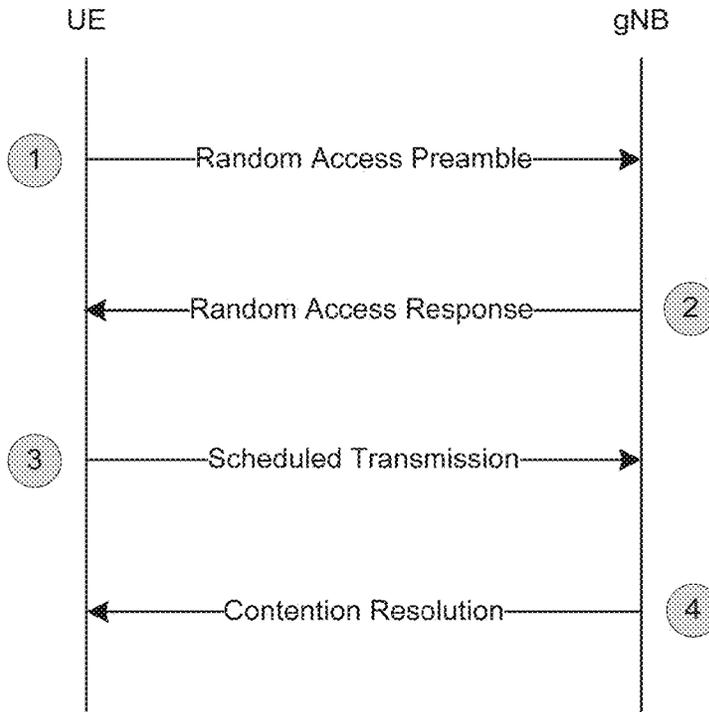 UE
gNB
1
Random Access Preamble
Random Access Response
2
3
Scheduled Transmission
Contention Resolution
4